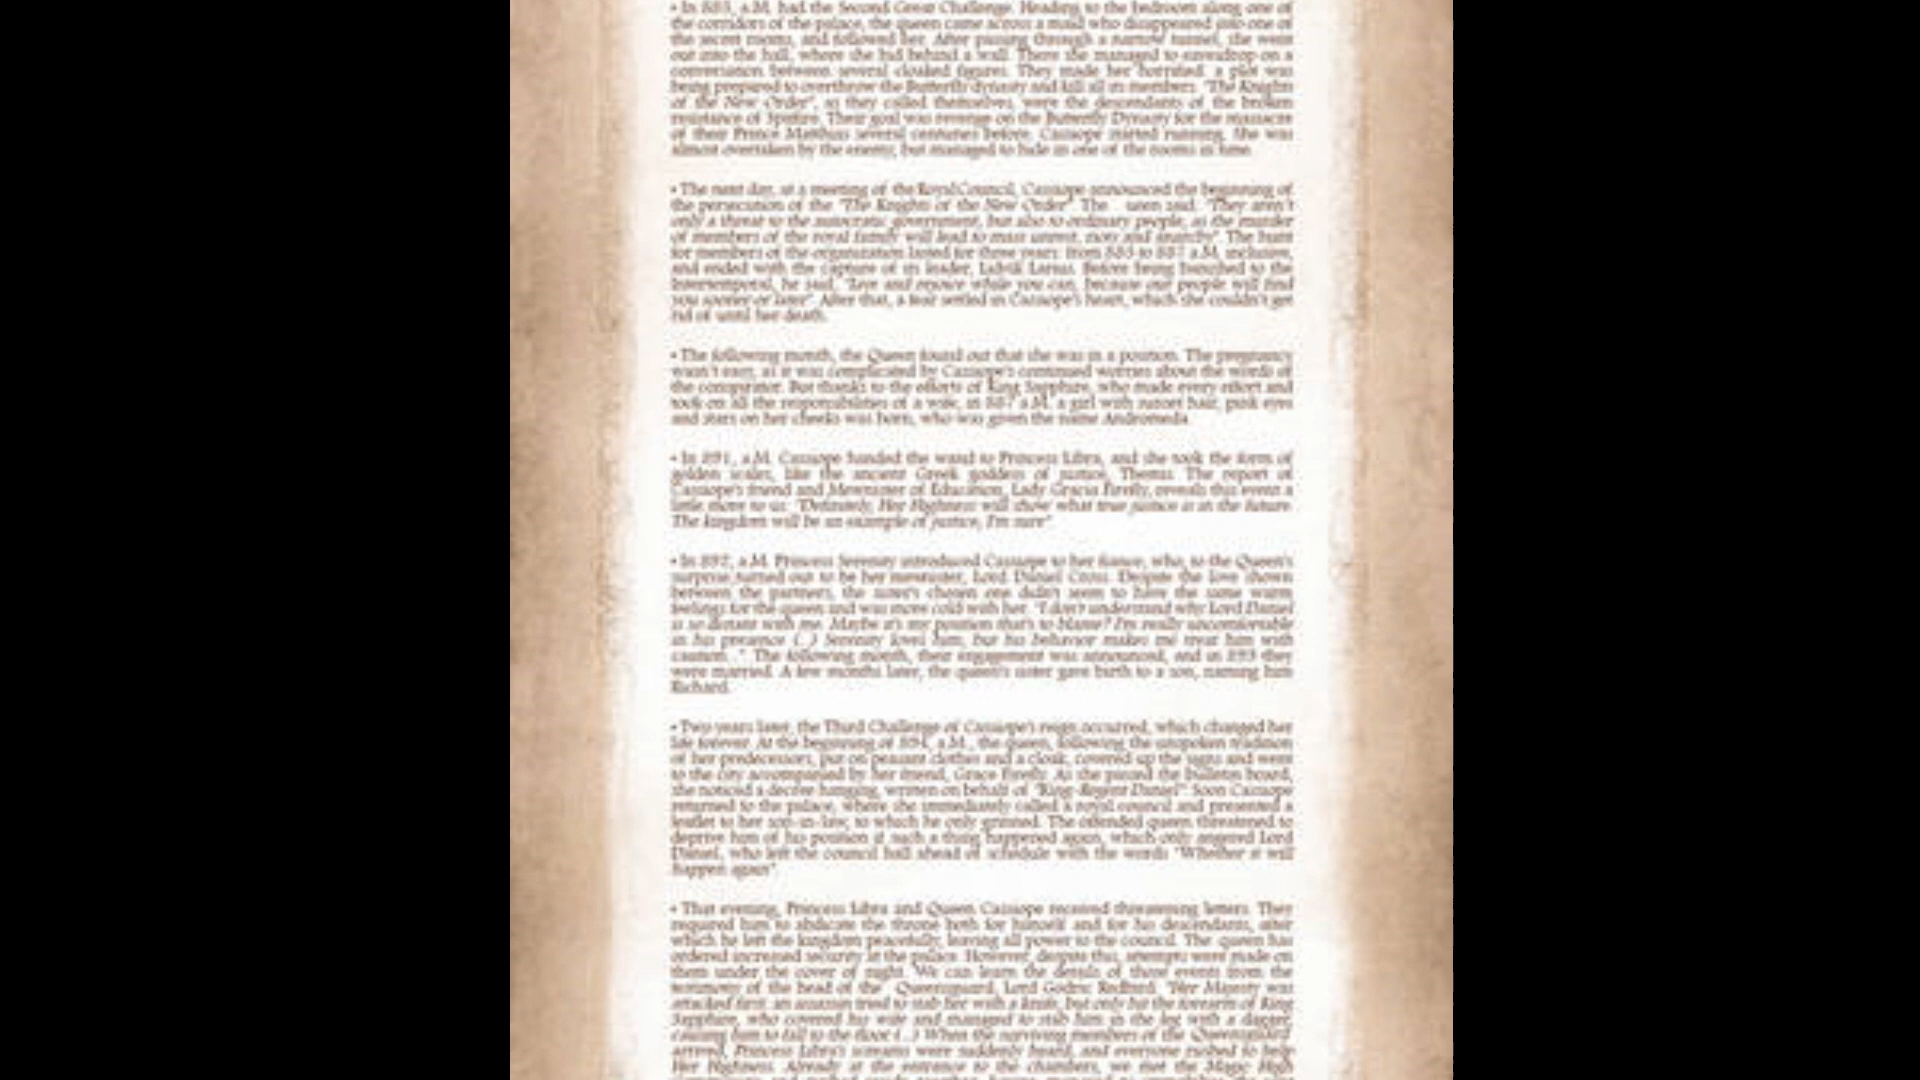 • In 885, a.M. had the Second Great Challenge. Heading to the bedroom along one of
the corridors of the palace, the queen came across a maid who disappeared into one of
the secret rooms, and followed her. After passing through a narrow tunnel, she went
out into the hall, where she hid behind a wall. There she managed to eavesdrop on a
conversation between several cloaked figures. They made her horrified: a plot was
being prepared to overthrow the Butterfly dynasty and kill all its members. "The Knights
of the New Order", as they called themselves, were the descendants of the broken
resistance of Spitfire. Their goal was revenge on the Butterfly Dynasty for the massacre
of their Prince Matthias several centuries before. Cassiope started running. She was
almost overtaken by the enemy, but managed to hide in one of the rooms in time.
• The next day, at a meeting of the Royal Council, Cassiope announced the beginning of
the persecution of the "The Knights of the New Order". The ueen said: "They aren't
only a threat to the autocratic government, but also to ordinary people, as the murder
of members of the royal family will lead to mass unrest, riots and anarchy". The hunt
for members of the organization lasted for three years: from 885 to 887 a.M, inclusive,
and ended with the capture of its leader, Larius. Before being banished to the
he said: "Live and rejoice while you can, because our people will find
you sooner or later". After that, a fear settled in Cassiope's heart, which she couldn't get
rid of until her death.
• The following month, the Queen found out that she was in a position. The pregnancy
wasn't easy, as it was complicated by Cassiope's continued worries about the words of
the conspirator. But thanks to the efforts of King Sapphire, who made every effort and
took on all the responsibilities of a wife, in 887 a.M. a girl with sunset hair, pink eyes
and stars on her cheeks was born, who was given the name Andromeda.
• In 891, a.M. Cassiope handed the wand to Princess Libra, and she took the form of
golden scales, like the ancient Greek goddess of justice, Themis. The report of
Cassiope's friend and Mewnister of Education, Lady Gracia Firefly, reveals this event a
little more to us: "Definitely, Her Highness will show what true justice is in the future.
The kingdom will be an example of justice, I'm sure"
• In 892, a.M. Princess Serenity introduced Cassiope to her fiance, who, to the Queen's
surprise, turned out to be her mewnister, Lord Daniel Cross. Despite the love shown
between the partners, the sister's chosen one didn't seem to have the same warm
feelings for the queen and was more cold with her. "I don't understand why Lord Daniel
is so distant with me. Maybe it's my position that's to blame? I'm really uncomfortable
in his presence (...) Serenity loves him, but his behavior makes me treat him with
caution...". The following month, their engagement was announced, and in 893 they
were married. A few months later, the queen's sister gave birth to a son, naming him
Richard.
• Two years later, the Third Challenge of Cassiope's reign occurred, which changed her
life forever. At the beginning of 894, a.M., the queen, following the unspoken tradition
of her predecessors, put on peasant clothes and a cloak, covered up the signs and went
to the city accompanied by her friend, Grace Firefly. As she passed the bulletin board,
she noticed a decree hanging, written on behalf of "King-Regent Daniel". Soon Cassiope
returned to the palace, where she immediately called a royal council and presented a
leaflet to her son-in-law, to which he only grinned. The offended queen threatened to
deprive him of his position if such a thing happened again, which only angered Lord
Daniel, who left the council hall ahead of schedule with the words "Whether it will
happen again"
• That evening, Princess Libra and Queen Cassiope received threatening letters. They
required him to abdicate the throne both for himself and for his descendants, after
which he left the kingdom peacefully, leaving all power to the council. The queen has
ordered increased security in the palace. However, despite this, attempts were made on
them under the cover of night. We can learn the details of those events from the
testimony of the head of the Queensguard, Lord Godric Redbird. "Her Majesty was
attacked first: an assassin tried to stab her with a knife, but only hit the forearm of King
Sapphire, who covered his wife and managed to stab him in the leg with a dagger,
causing him to fall to the floor (...) When the surviving members of the Queensguard
arrived, Princess Libra's screams were suddenly heard, and everyone rushed to help
Her Highness. Already at the entrance to the chambers, we met the Magic High